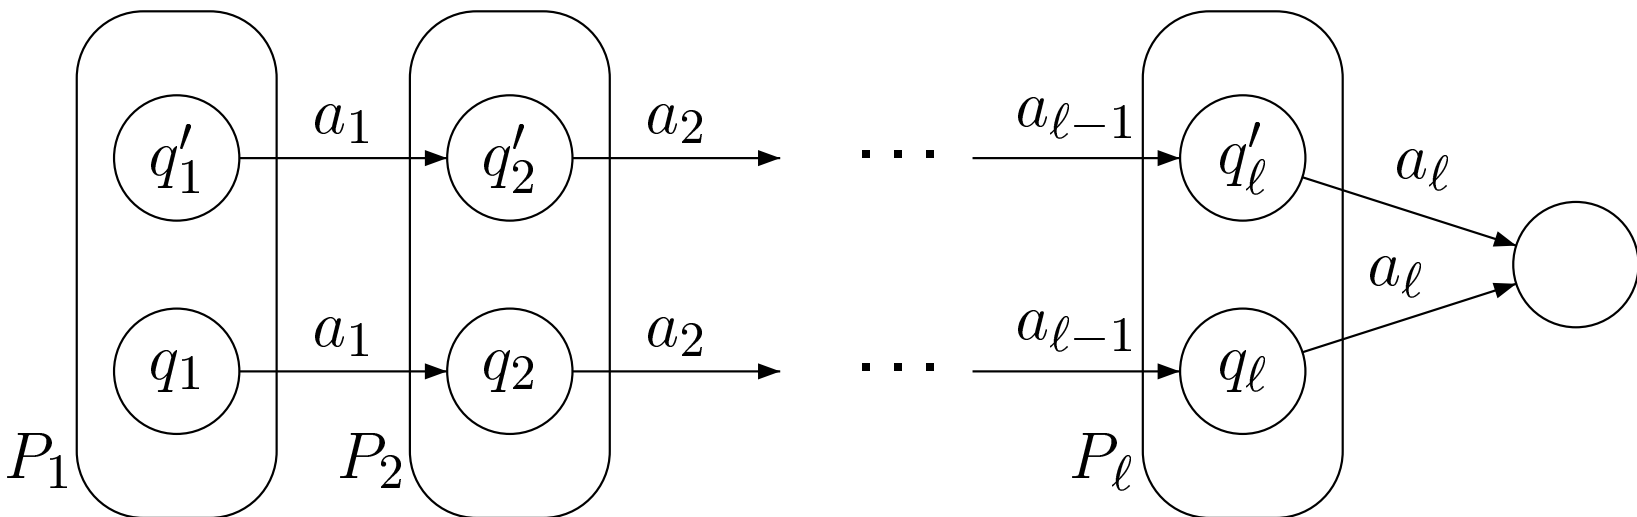 a₁ a₂ aℓ₋₁
q′₁ q′₂ ⋯ q′ℓ aℓ
aℓ
a₁ a₂ aℓ₋₁
q₁ q₂ ⋯ qℓ
P₁ P₂ Pℓ